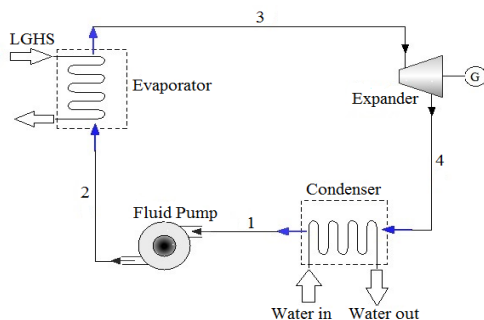 3
LGHS
Evaporator
G
Expander
4
2
Condenser
Fluid Pump
1
Water in
Water out